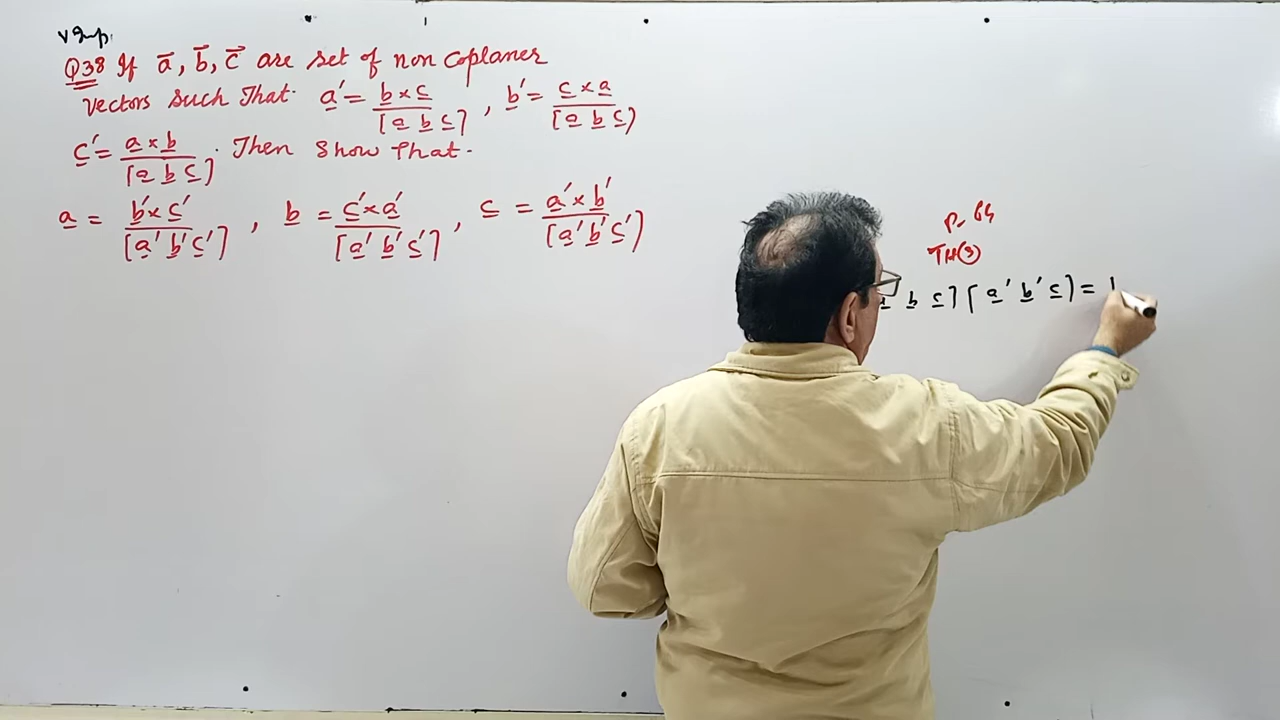 v Imp.
Q38 If a⃗, b⃗, c⃗ are set of non Coplaner
Vectors Such That a̲' = b̲ × c̲ / [a̲ b̲ c̲], b̲' = c̲ × a̲ / [a̲ b̲ c̲]
c̲' = a̲ × b̲ / [a̲ b̲ c̲]. Then Show That.
a̲ = b̲' × c̲' / [a̲' b̲' c̲'], b̲ = c̲' × a̲' / [a̲' b̲' c̲'], c̲ = a̲' × b̲' / [a̲' b̲' c̲']
P-64
TH(3)
b̲ c̲] [a̲' b̲' c̲] = 1